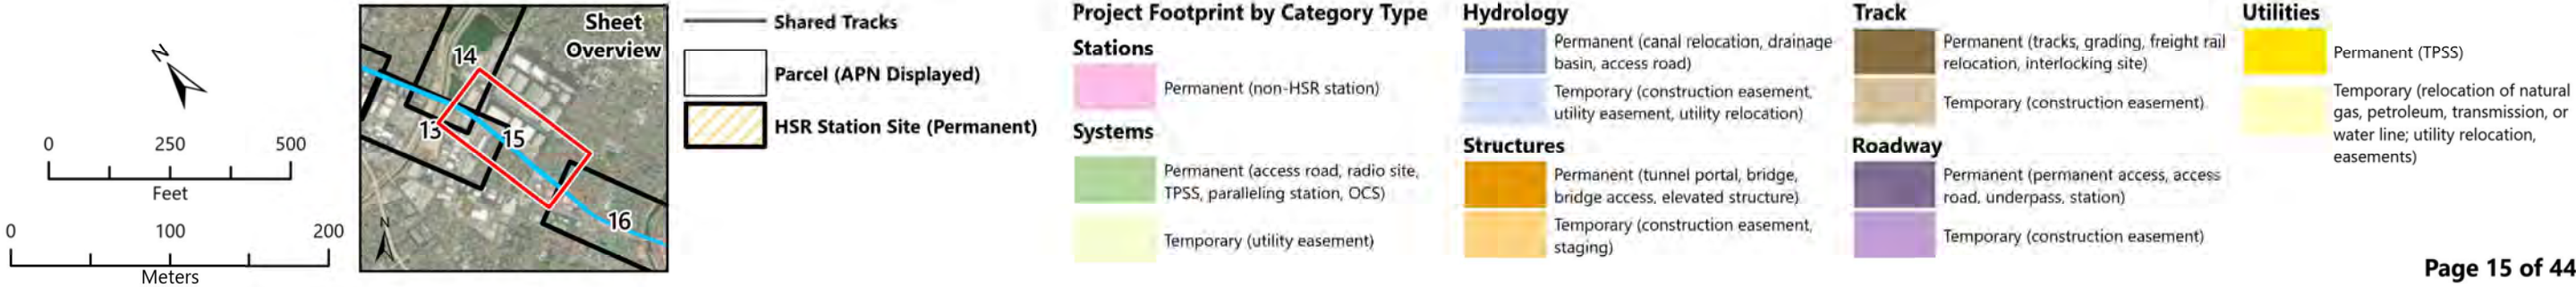 N
0 250 500
Feet
0 100 200
Meters
Sheet
Overview
14
13
15
16
N
Shared Tracks
Parcel (APN Displayed)
HSR Station Site (Permanent)
Project Footprint by Category Type
Stations
Permanent (non-HSR station)
Systems
Permanent (access road, radio site,
TPSS, paralleling station, OCS)
Temporary (utility easement)
Hydrology
Permanent (canal relocation, drainage
basin, access road)
Temporary (construction easement,
utility easement, utility relocation)
Structures
Permanent (tunnel portal, bridge,
bridge access, elevated structure)
Temporary (construction easement,
staging)
Track
Permanent (tracks, grading, freight rail
relocation, interlocking site)
Temporary (construction easement)
Roadway
Permanent (permanent access, access
road, underpass, station)
Temporary (construction easement)
Utilities
Permanent (TPSS)
Temporary (relocation of natural
gas, petroleum, transmission, or
water line; utility relocation,
easements)
Page 15 of 44